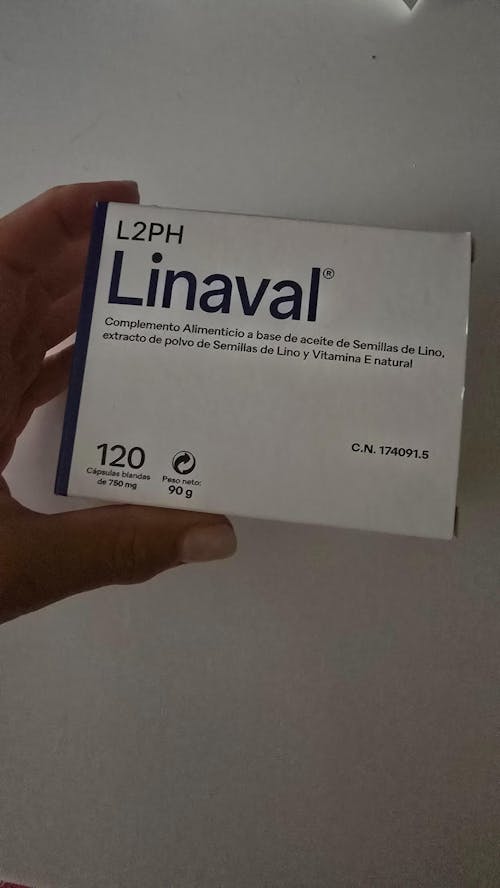 L2PH
Linaval®
Complemento Alimenticio a base de aceite de Semillas de Lino,
extracto de polvo de Semillas de Lino y Vitamina E natural
C.N. 174091.5
120
Cápsulas blandas
de 750 mg
Peso neto:
90 g